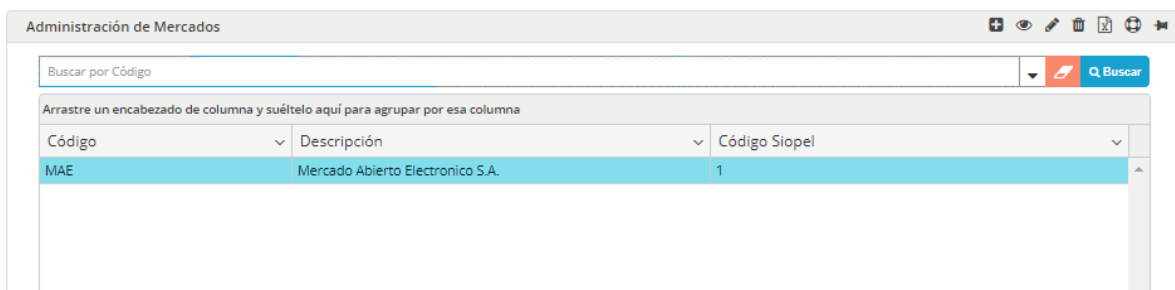 Administración de Mercados
Buscar por Código
Buscar
Arrastre un encabezado de columna y suéltelo aquí para agrupar por esa columna
Código Descripción Código Siopel
MAE Mercado Abierto Electronico S.A. 1